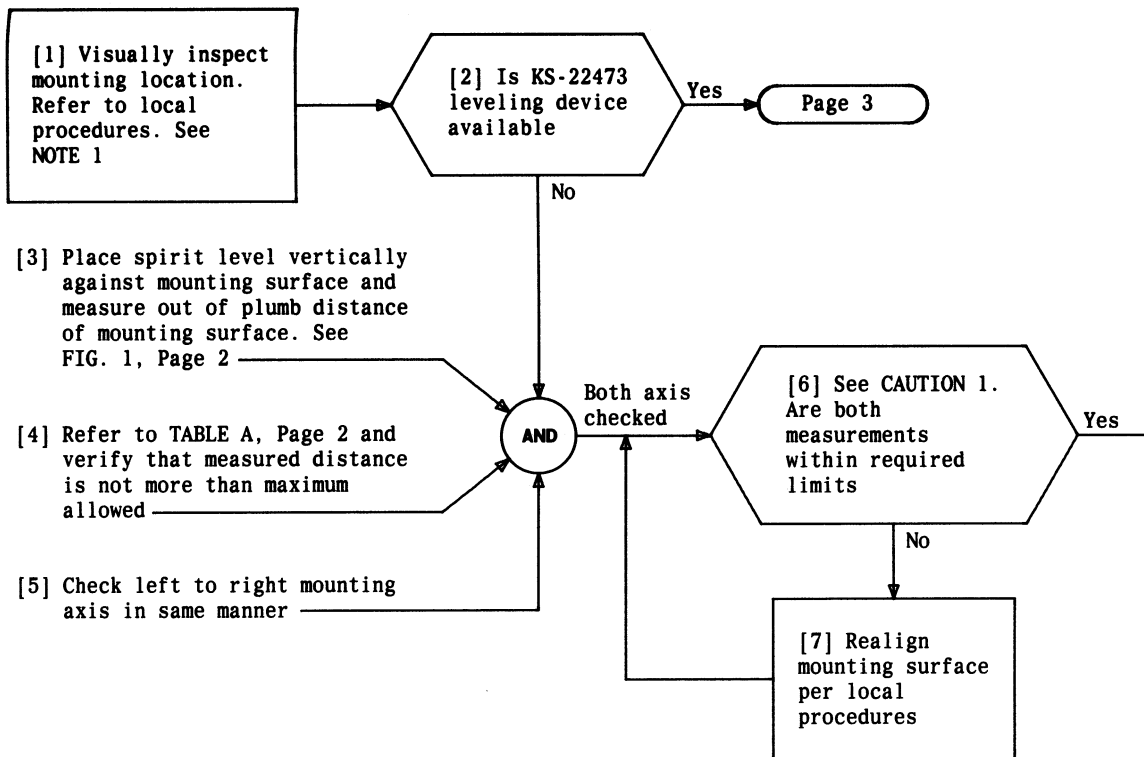 [1] Visually inspect
mounting location.
Refer to local
procedures. See
NOTE 1
[2] Is KS-22473
leveling device
available
Yes
Page 3
No
[3] Place spirit level vertically
against mounting surface and
measure out of plumb distance
of mounting surface. See
FIG. 1, Page 2
[4] Refer to TABLE A, Page 2 and
verify that measured distance
is not more than maximum
allowed
[5] Check left to right mounting
axis in same manner
AND
Both axis
checked
[6] See CAUTION 1.
Are both
measurements
within required
limits
Yes
No
[7] Realign
mounting surface
per local
procedures